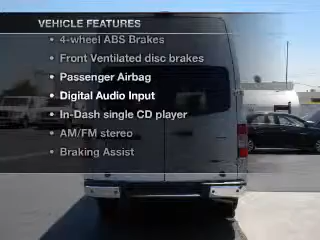 VEHICLE FEATURES
• 4-wheel ABS Brakes
• Front Ventilated disc brakes
• Passenger Airbag
• Digital Audio Input
• In-Dash single CD player
• AM/FM stereo
• Braking Assist